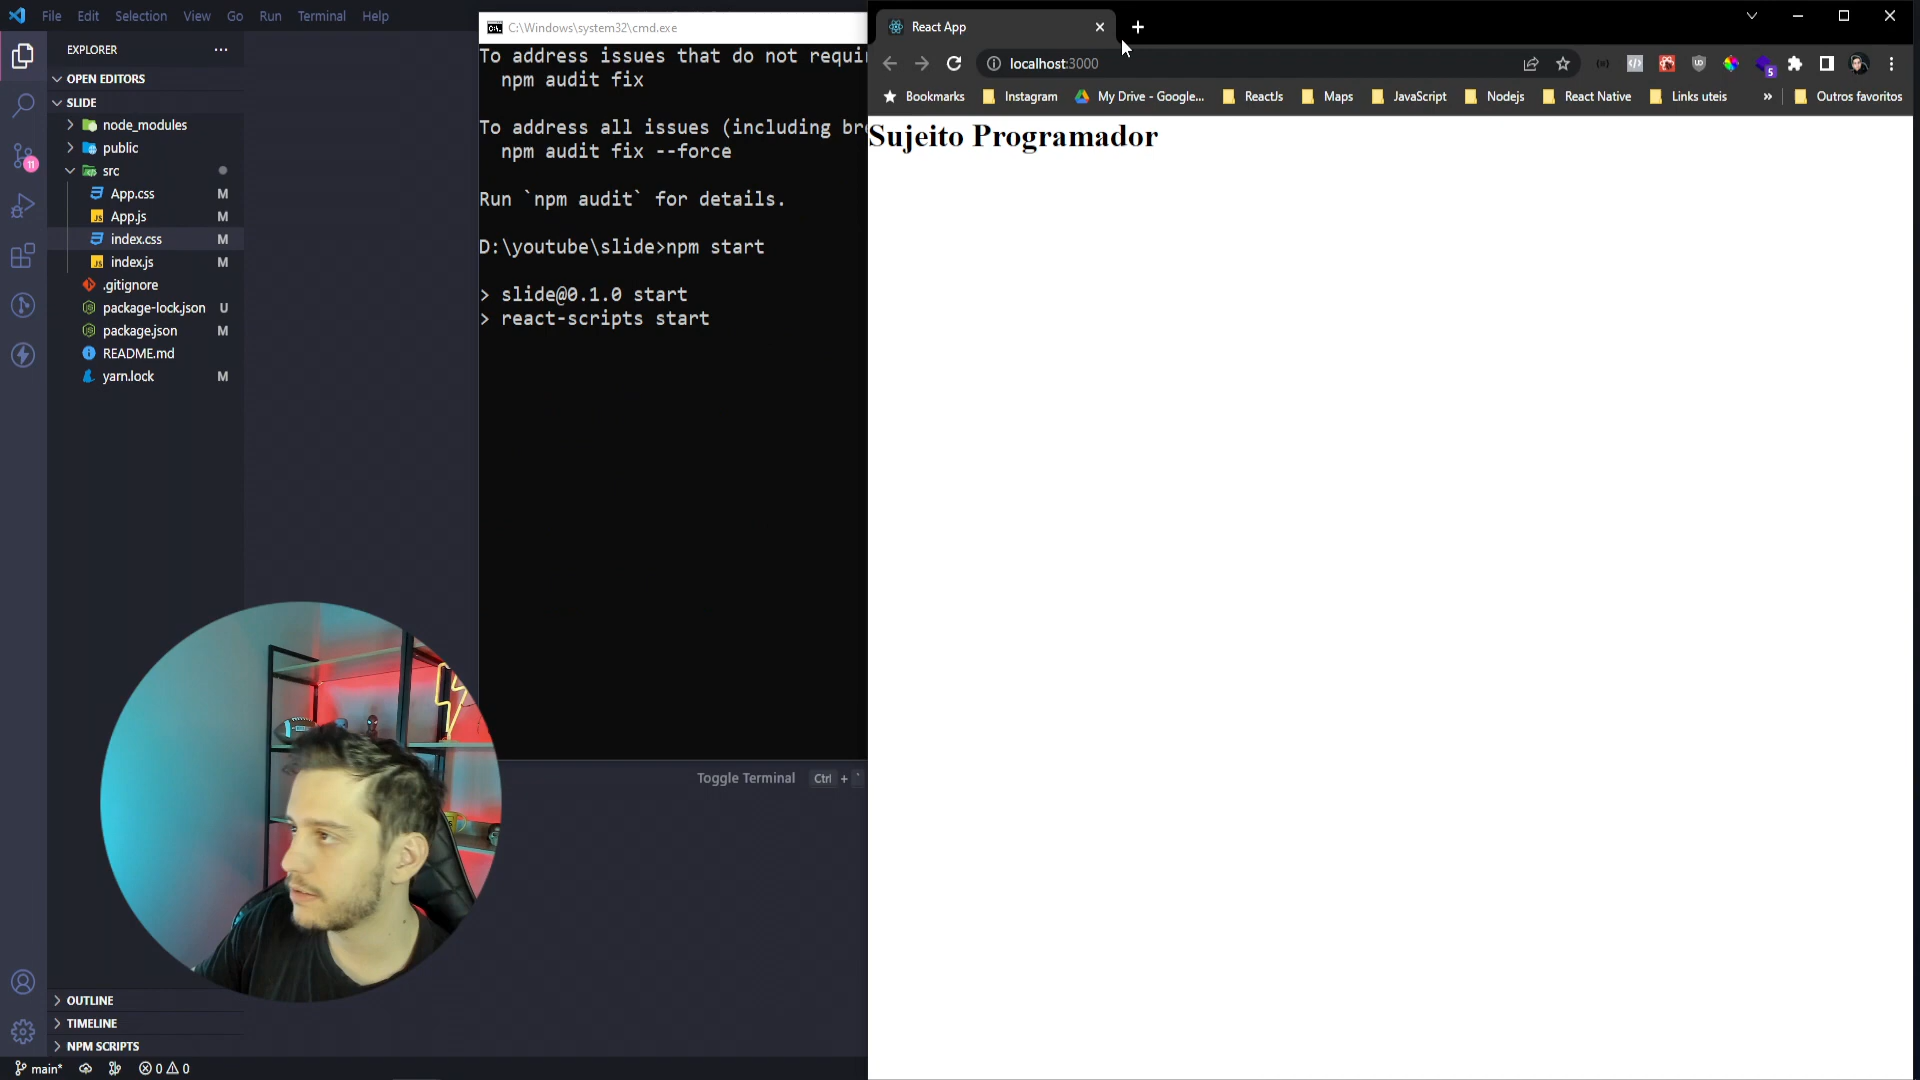 File Edit Selection View Go Run Terminal Help
EXPLORER
OPEN EDITORS
SLIDE
node_modules
public
src
App.css M
App.js M
index.css M
index.js M
.gitignore
package-lock.json U
package.json M
README.md
yarn.lock M
11
OUTLINE
TIMELINE
NPM SCRIPTS
main* 0 0
C:\Windows\system32\cmd.exe
To address issues that do not requi
npm audit fix
To address all issues (including bre
npm audit fix --force
Run `npm audit` for details.
D:\youtube\slide>npm start
> slide@0.1.0 start
> react-scripts start
Toggle Terminal Ctrl + `
React App
localhost:3000
5
Bookmarks Instagram My Drive - Google... ReactJs Maps JavaScript Nodejs React Native Links uteis » Outros favoritos
Sujeito Programador